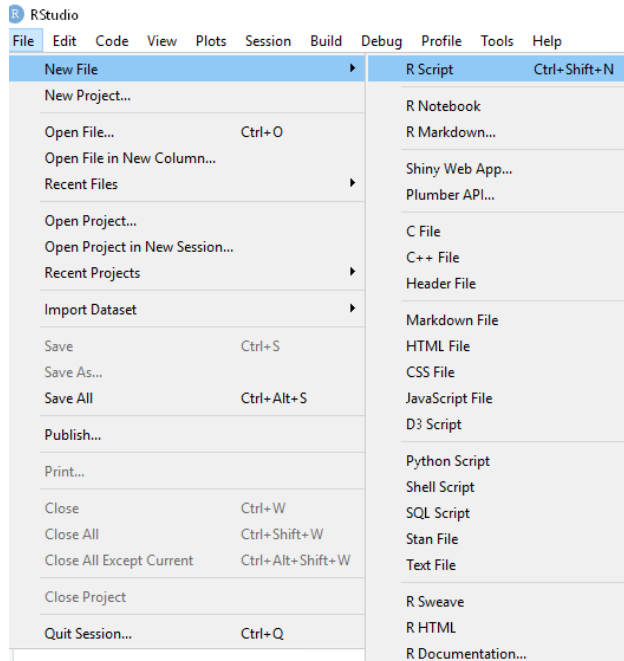 R RStudio
File Edit Code View Plots Session Build Debug Profile Tools Help
New File
New Project...
Open File... Ctrl+O
Open File in New Column...
Recent Files
Open Project...
Open Project in New Session...
Recent Projects
Import Dataset
Save Ctrl+S
Save As...
Save All Ctrl+Alt+S
Publish...
Print...
Close Ctrl+W
Close All Ctrl+Shift+W
Close All Except Current Ctrl+Alt+Shift+W
Close Project
Quit Session... Ctrl+Q
R Script Ctrl+Shift+N
R Notebook
R Markdown...
Shiny Web App...
Plumber API...
C File
C++ File
Header File
Markdown File
HTML File
CSS File
JavaScript File
D3 Script
Python Script
Shell Script
SQL Script
Stan File
Text File
R Sweave
R HTML
R Documentation...